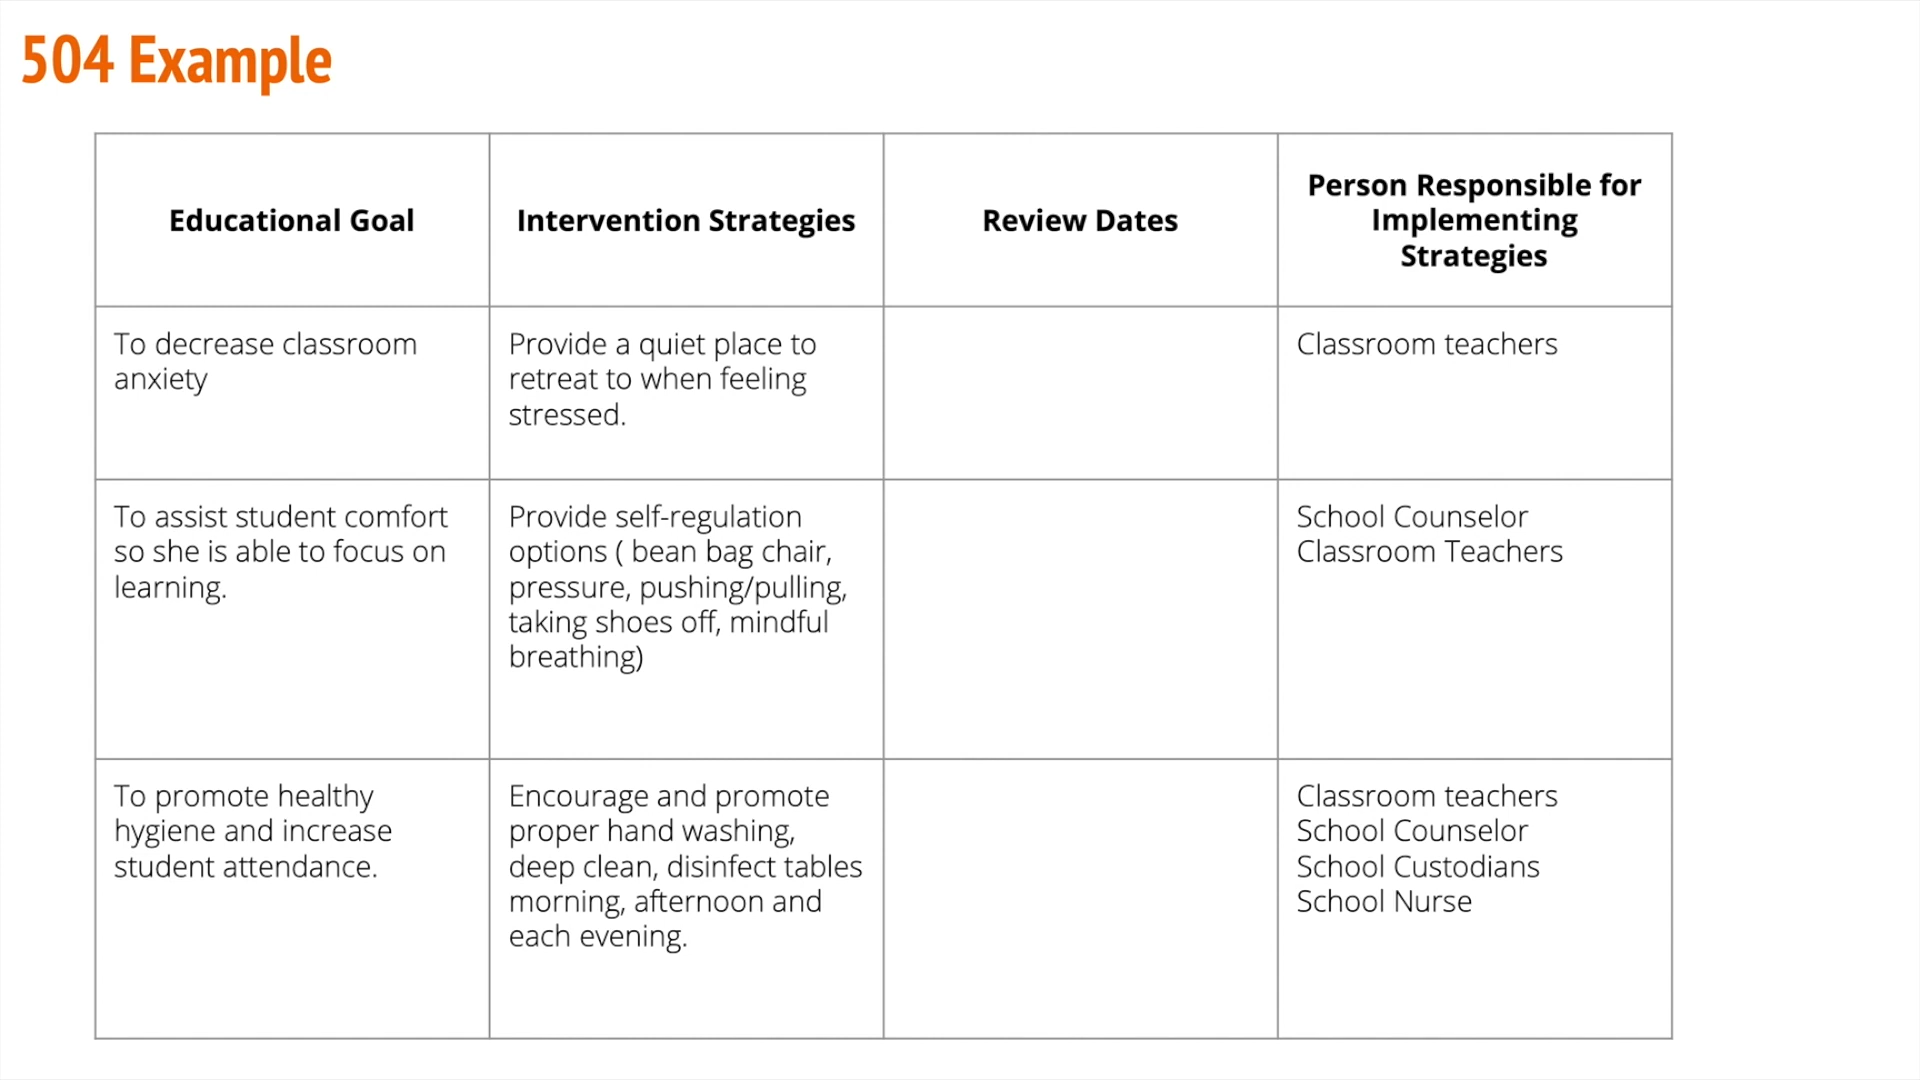 504 Example
Educational Goal
Intervention Strategies
Review Dates
Person Responsible for
Implementing
Strategies
To decrease classroom
anxiety
Provide a quiet place to
retreat to when feeling
stressed.
Classroom teachers
To assist student comfort
so she is able to focus on
learning.
Provide self-regulation
options ( bean bag chair,
pressure, pushing/pulling,
taking shoes off, mindful
breathing)
School Counselor
Classroom Teachers
To promote healthy
hygiene and increase
student attendance.
Encourage and promote
proper hand washing,
deep clean, disinfect tables
morning, afternoon and
each evening.
Classroom teachers
School Counselor
School Custodians
School Nurse